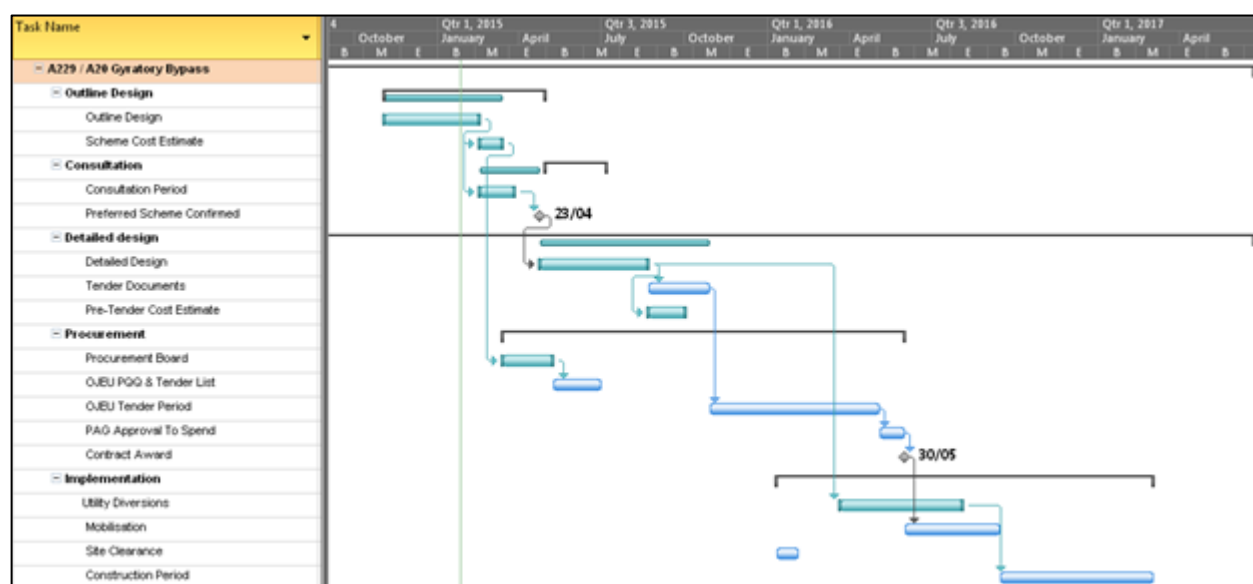 Task Name
4 Qtr 1, 2015 Qtr 3, 2015 Qtr 1, 2016 Qtr 3, 2016 Qtr 1, 2017
October January April July October January April July October January April
B M E B M E B M E B M E B M E B M E B M E B M E B
A229 / A20 Gyratory Bypass
Outline Design
Outline Design
Scheme Cost Estimate
Consultation
Consultation Period
Preferred Scheme Confirmed 23/04
Detailed design
Detailed Design
Tender Documents
Pre-Tender Cost Estimate
Procurement
Procurement Board
OJEU PQQ & Tender List
OJEU Tender Period
PAG Approval To Spend
Contract Award 30/05
Implementation
Utility Diversions
Mobilisation
Site Clearance
Construction Period